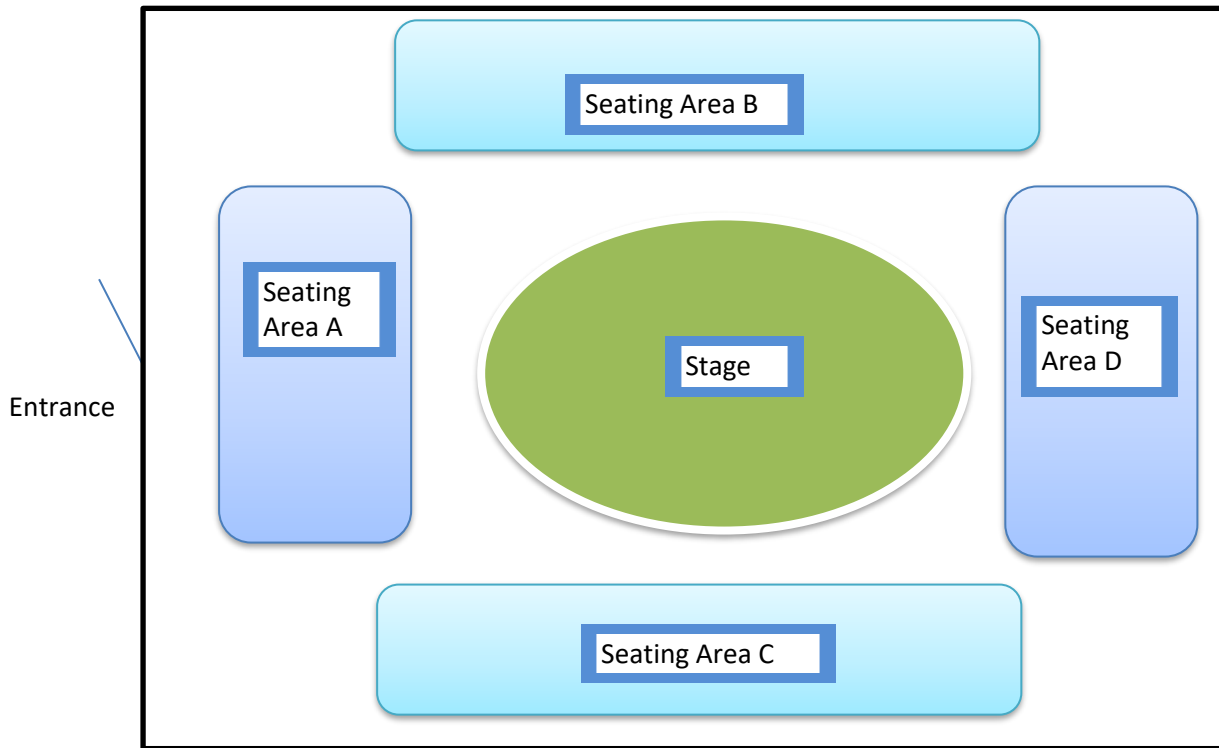 Seating Area B
Seating
Area A
Seating
Area D
Stage
Entrance
Seating Area C